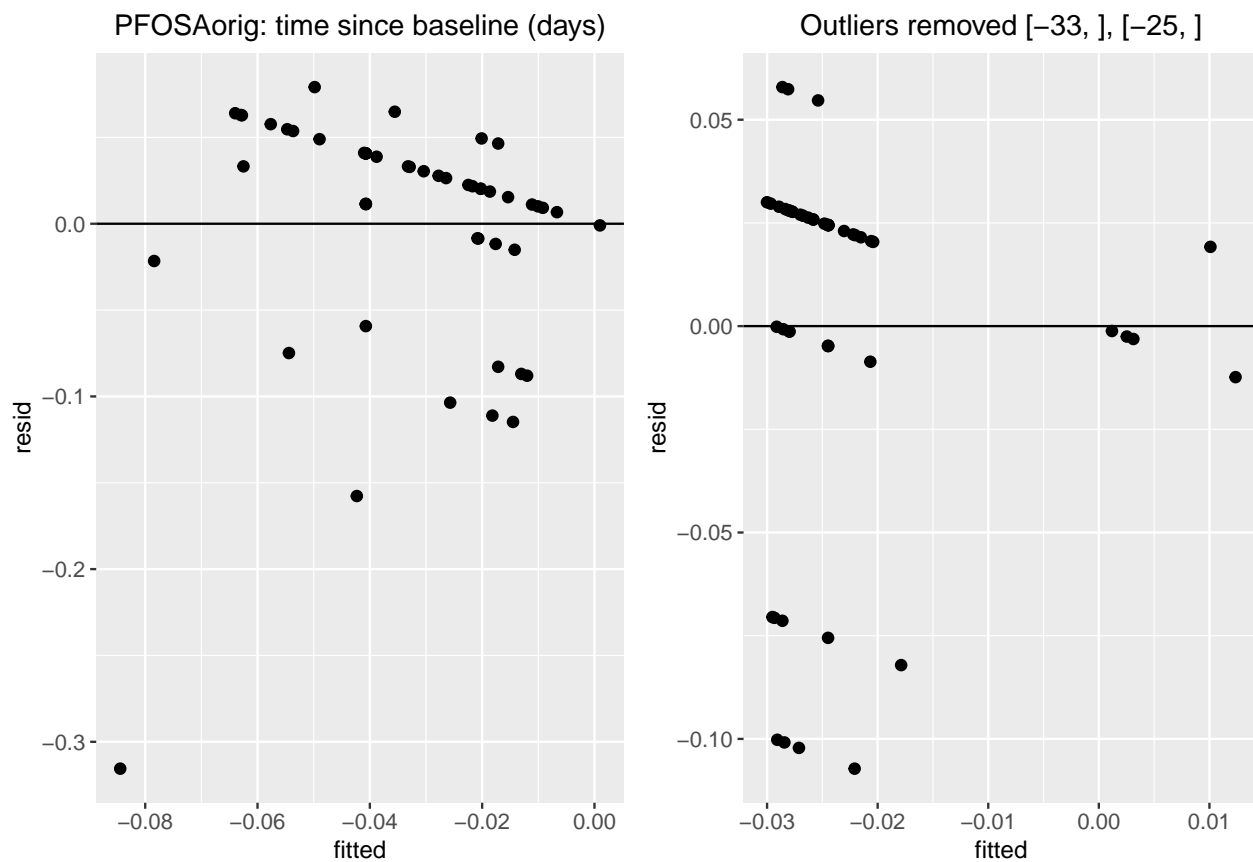 PFOSAorig: time since baseline (days)
0.0
−0.1
−0.2
−0.3
resid
−0.08 −0.06 −0.04 −0.02 0.00
fitted
Outliers removed [−33, ], [−25, ]
0.05
0.00
−0.05
−0.10
resid
−0.03 −0.02 −0.01 0.00 0.01
fitted